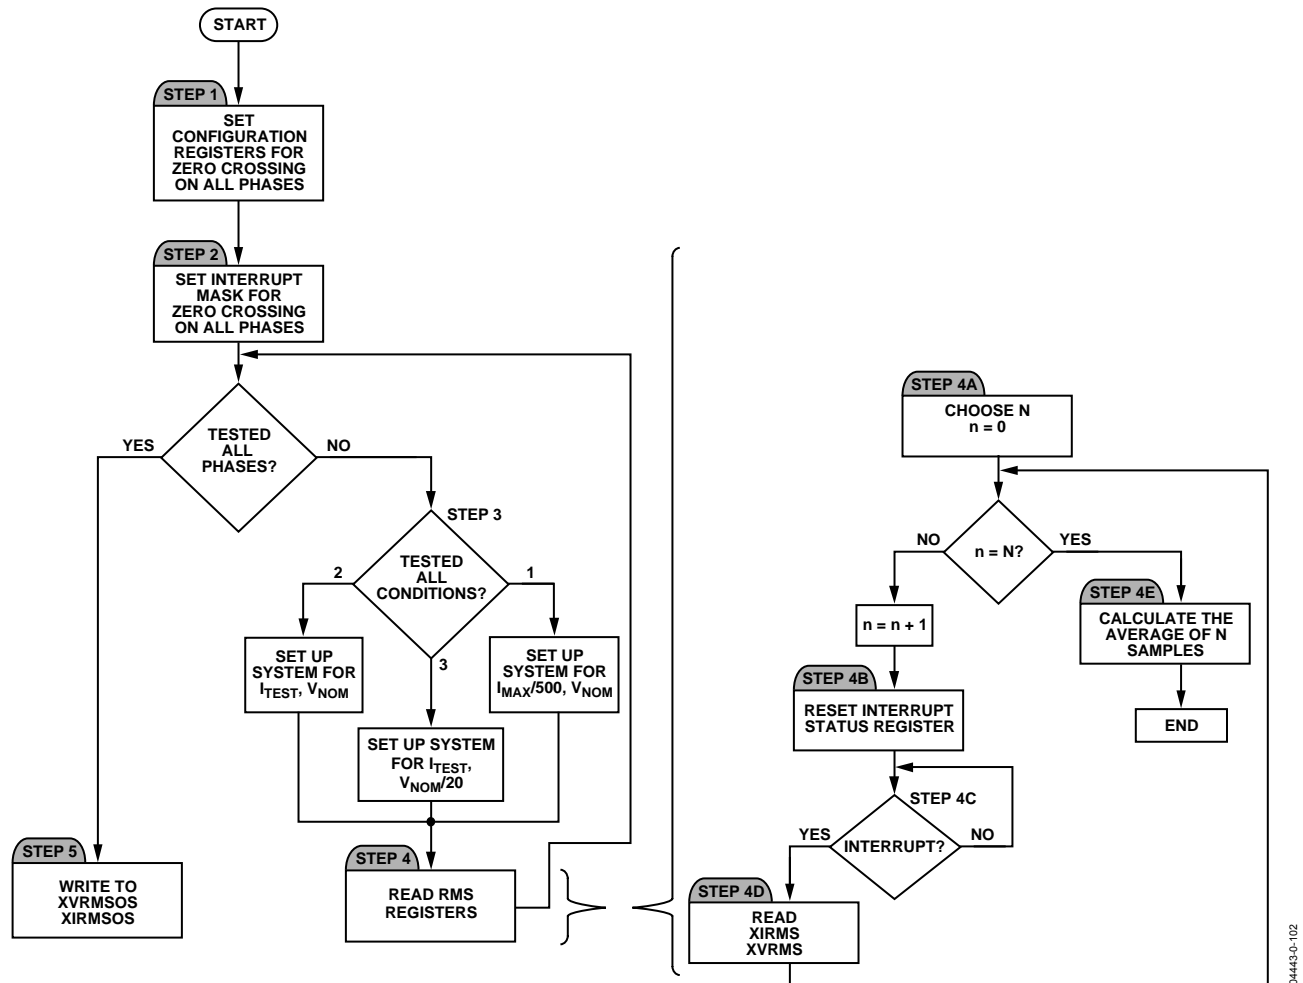 START
STEP 1
SET
CONFIGURATION
REGISTERS FOR
ZERO CROSSING
ON ALL PHASES
STEP 2
SET INTERRUPT
MASK FOR
ZERO CROSSING
ON ALL PHASES
YES
TESTED
ALL
PHASES?
NO
STEP 3
2
TESTED
ALL
CONDITIONS?
1
3
SET UP
SYSTEM FOR
ITEST, VNOM
SET UP SYSTEM
FOR ITEST,
VNOM/20
SET UP
SYSTEM FOR
IMAX/500, VNOM
STEP 5
WRITE TO
XVRMSOS
XIRMSOS
STEP 4
READ RMS
REGISTERS
STEP 4A
CHOOSE N
n = 0
NO
n = N?
YES
n = n + 1
STEP 4E
CALCULATE THE
AVERAGE OF N
SAMPLES
END
STEP 4B
RESET INTERRUPT
STATUS REGISTER
STEP 4C
YES
INTERRUPT?
NO
STEP 4D
READ
XIRMS
XVRMS
04443-0-102